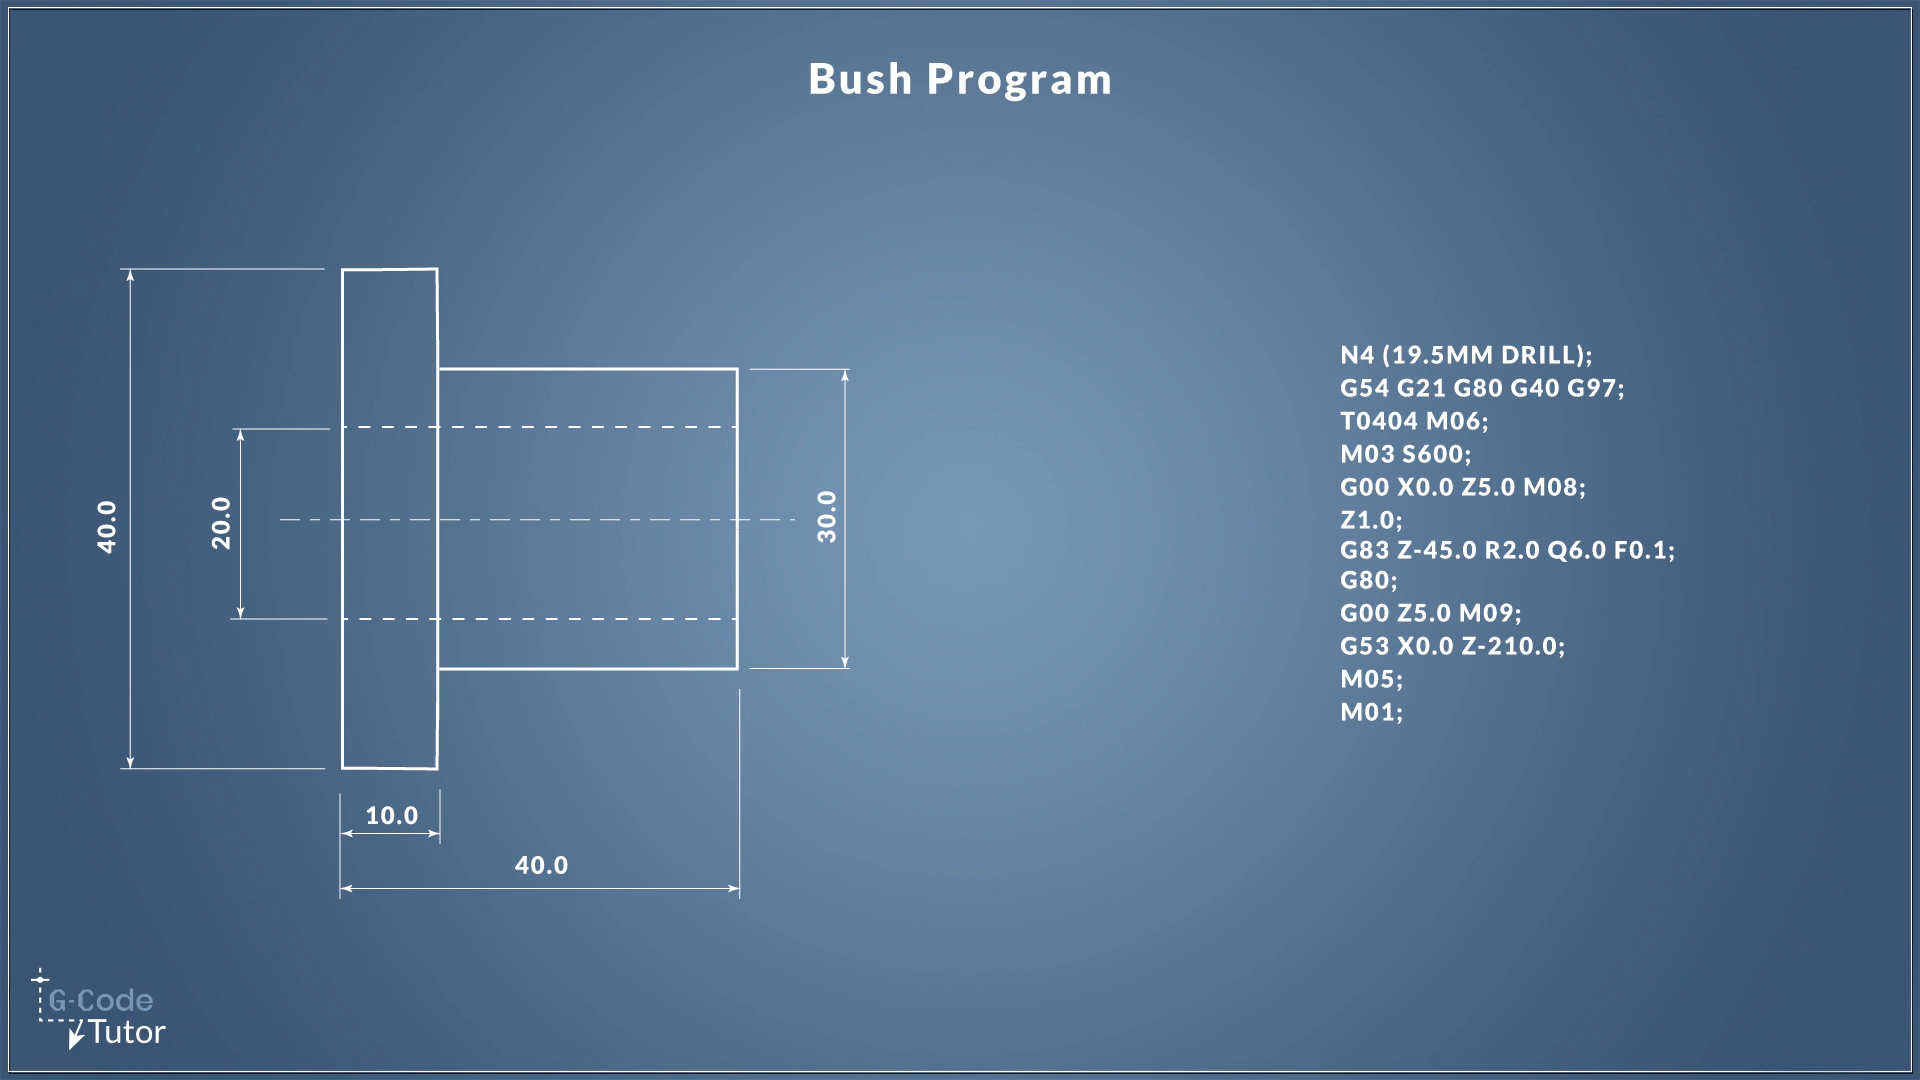 Bush Program
40.0
20.0
30.0
10.0
40.0
N4 (19.5MM DRILL);
G54 G21 G80 G40 G97;
T0404 M06;
M03 S600;
G00 X0.0 Z5.0 M08;
Z1.0;
G83 Z-45.0 R2.0 Q6.0 F0.1;
G80;
G00 Z5.0 M09;
G53 X0.0 Z-210.0;
M05;
M01;
G-Code
Tutor